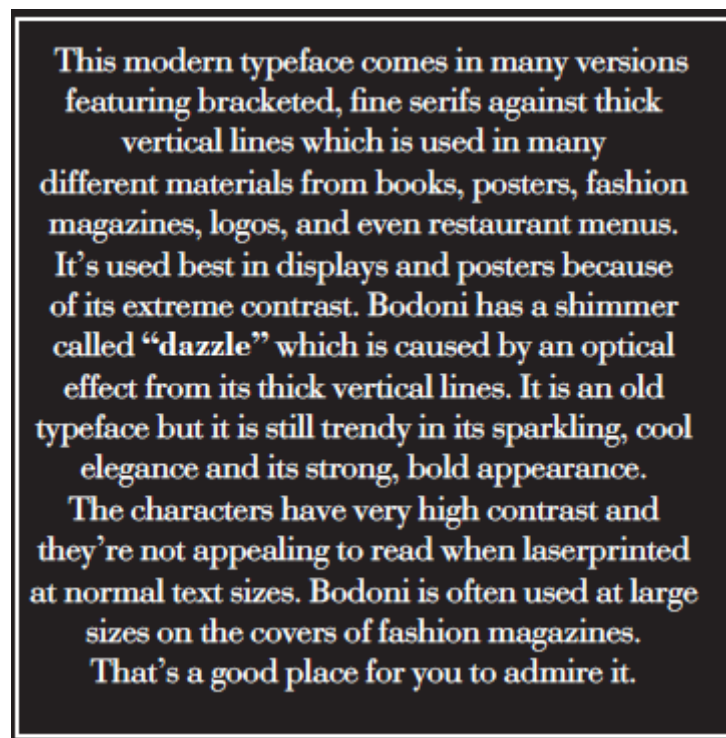 This modern typeface comes in many versions
featuring bracketed, fine serifs against thick
vertical lines which is used in many
different materials from books, posters, fashion
magazines, logos, and even restaurant menus.
It’s used best in displays and posters because
of its extreme contrast. Bodoni has a shimmer
called “dazzle” which is caused by an optical
effect from its thick vertical lines. It is an old
typeface but it is still trendy in its sparkling, cool
elegance and its strong, bold appearance.
The characters have very high contrast and
they’re not appealing to read when laserprinted
at normal text sizes. Bodoni is often used at large
sizes on the covers of fashion magazines.
That’s a good place for you to admire it.